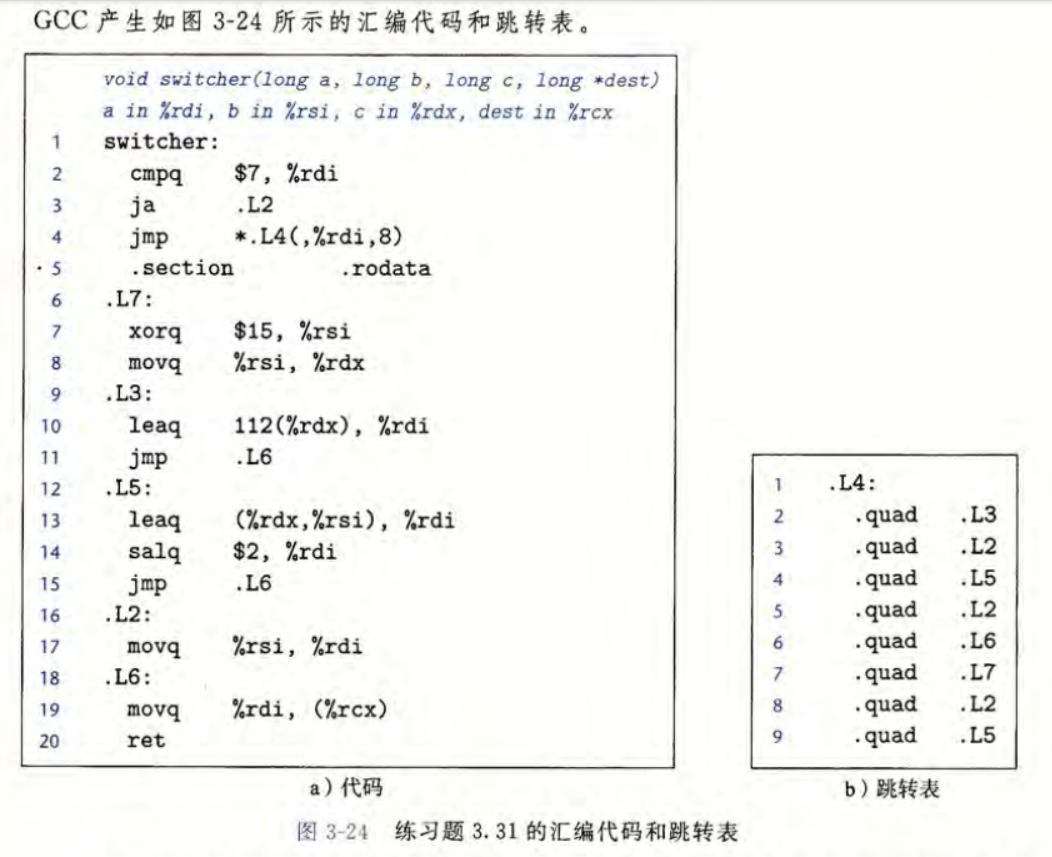 GCC 产生如图 3-24 所示的汇编代码和跳转表。
void switcher(long a, long b, long c, long *dest)
a in %rdi, b in %rsi, c in %rdx, dest in %rcx
1 switcher:
2 cmpq $7, %rdi
3 ja .L2
4 jmp *.L4(,%rdi,8)
5 .section .rodata
6 .L7:
7 xorq $15, %rsi
8 movq %rsi, %rdx
9 .L3:
10 leaq 112(%rdx), %rdi
11 jmp .L6
12 .L5:
13 leaq (%rdx,%rsi), %rdi
14 salq $2, %rdi
15 jmp .L6
16 .L2:
17 movq %rsi, %rdi
18 .L6:
19 movq %rdi, (%rcx)
20 ret
a）代码
1 .L4:
2 .quad .L3
3 .quad .L2
4 .quad .L5
5 .quad .L2
6 .quad .L6
7 .quad .L7
8 .quad .L2
9 .quad .L5
b）跳转表
图 3-24 练习题 3.31 的汇编代码和跳转表